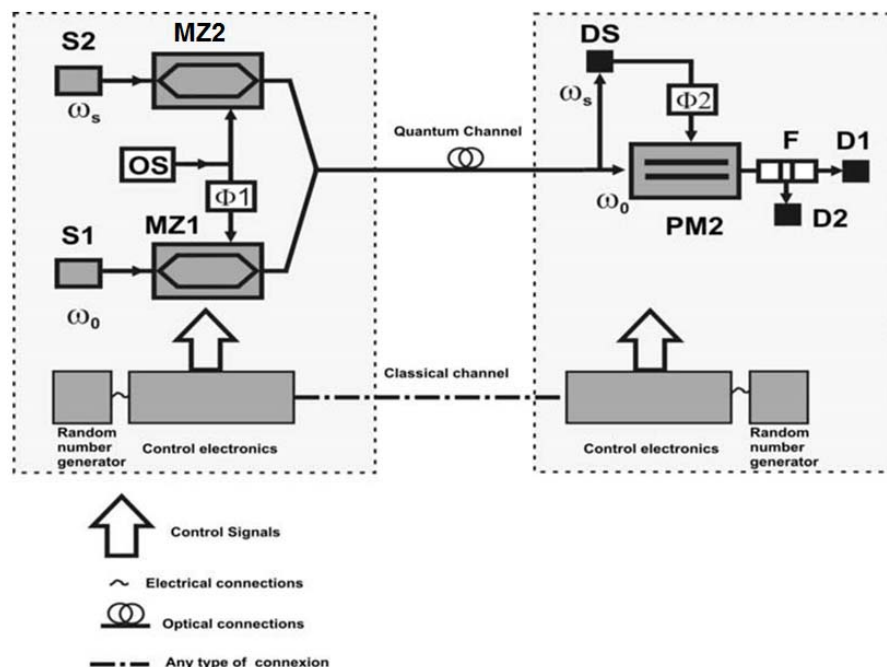 S2
MZ2
ωs
OS
Φ1
S1
MZ1
ω0
Quantum Channel
DS
ωs
Φ2
F
D1
ω0
PM2
D2
Classical channel
Random
number
generator
Control electronics
Control electronics
Random
number
generator
Control Signals
Electrical connections
Optical connections
Any type of connexion